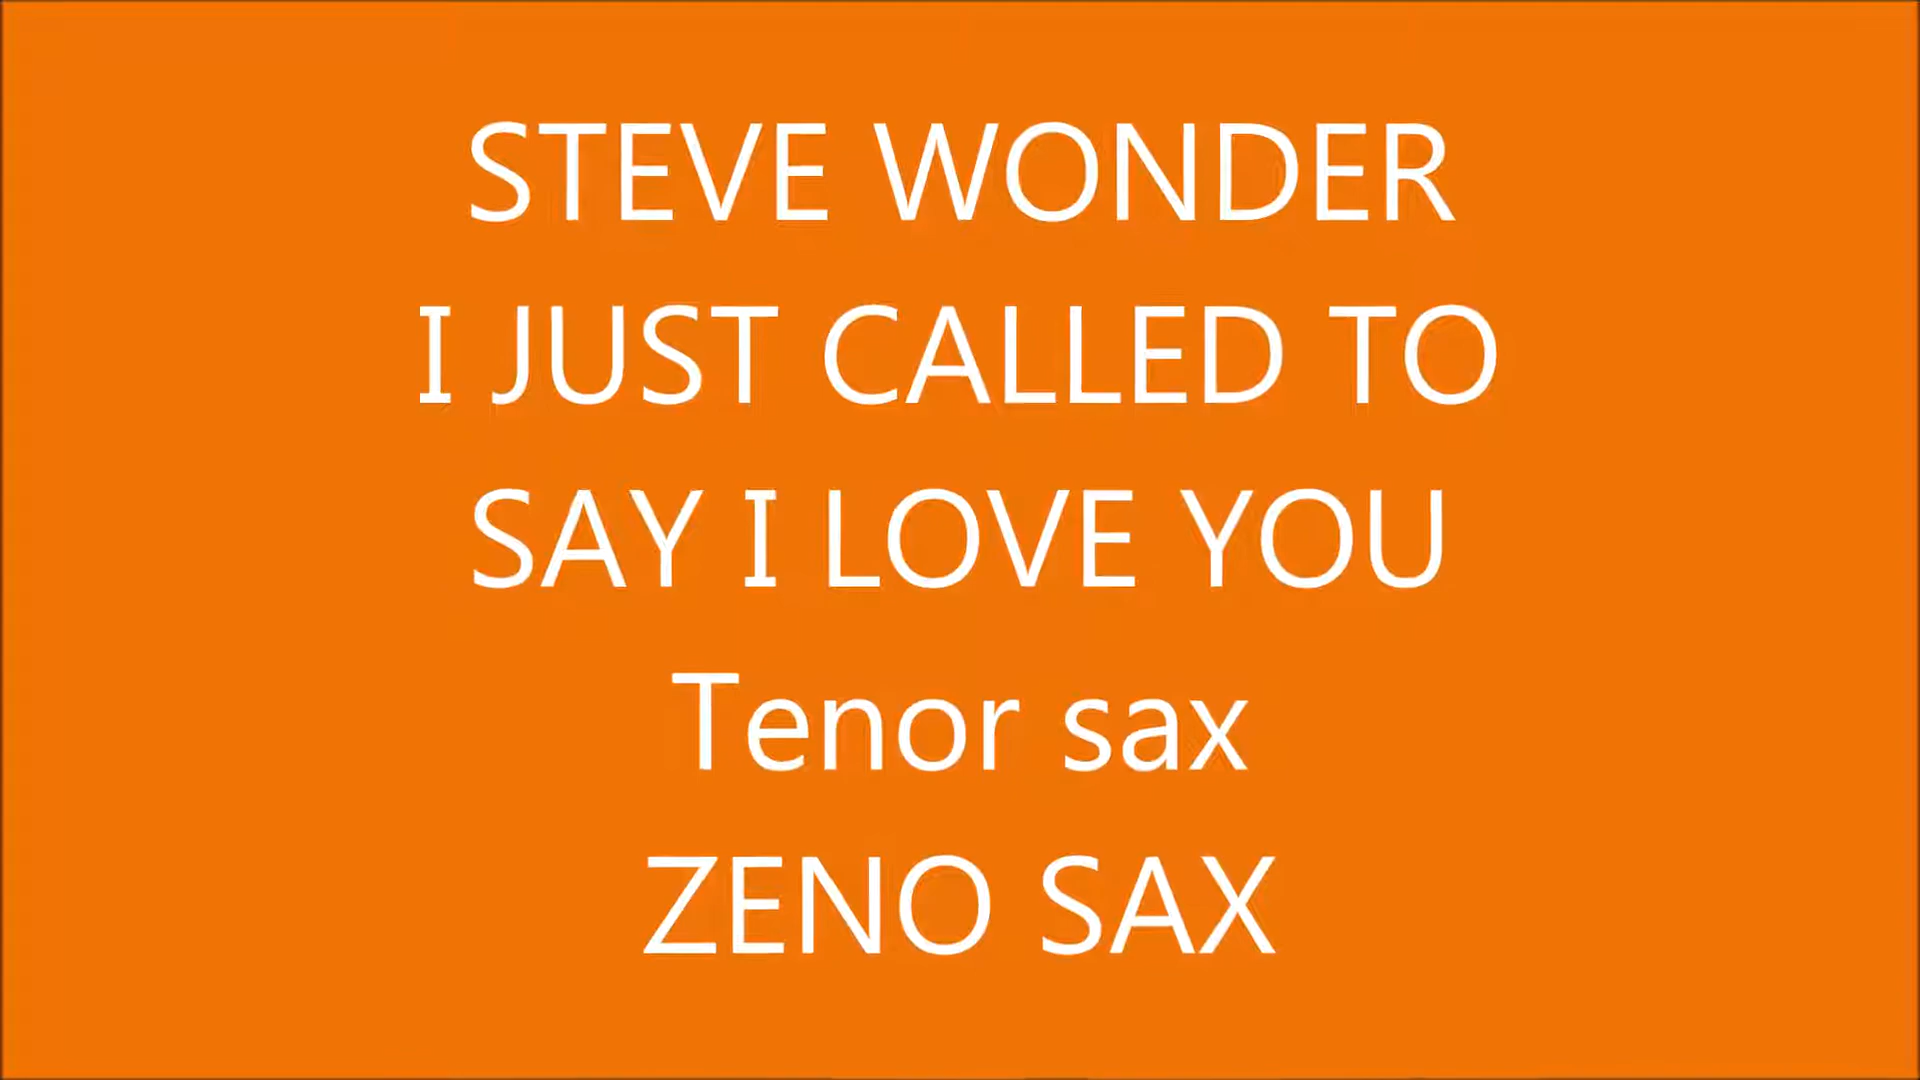 STEVE WONDER
I JUST CALLED TO
SAY I LOVE YOU
Tenor sax
ZENO SAX